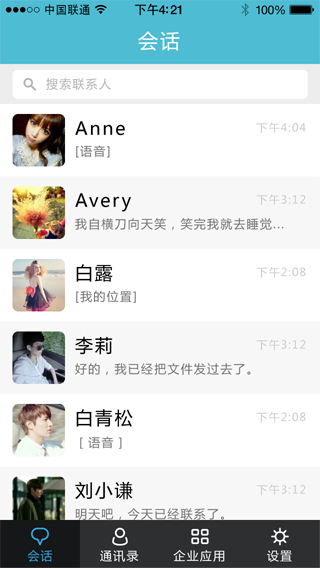 中国联通 下午4:21 100%
会话
搜索联系人
Anne 下午4:04
[语音]
Avery 下午3:12
我自横刀向天笑，笑完我就去睡觉...
白露 下午2:08
[我的位置]
李莉 下午3:12
好的，我已经把文件发过去了。
白青松 下午2:08
[ 语音 ]
刘小谦 下午3:12
明天吧，今天已经联系了。
会话 通讯录 企业应用 设置